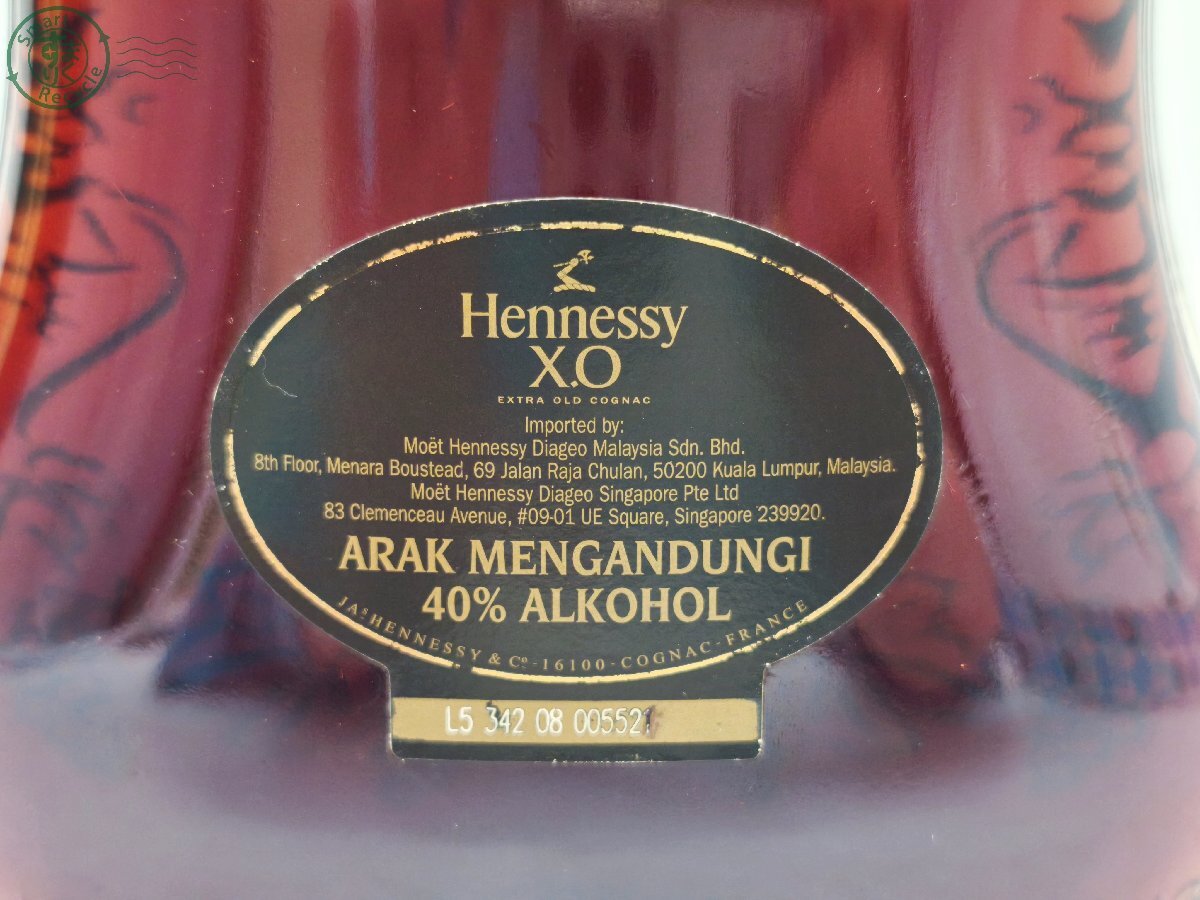 Smart
Recycle
Hennessy
X.O
EXTRA OLD COGNAC
Imported by:
Moët Hennessy Diageo Malaysia Sdn. Bhd.
8th Floor, Menara Boustead, 69 Jalan Raja Chulan, 50200 Kuala Lumpur, Malaysia.
Moët Hennessy Diageo Singapore Pte Ltd
83 Clemenceau Avenue, #09-01 UE Square, Singapore 239920.
ARAK MENGANDUNGI
40% ALKOHOL
JAS HENNESSY & Cº - 16100 - COGNAC - FRANCE
L5 342 08 005521